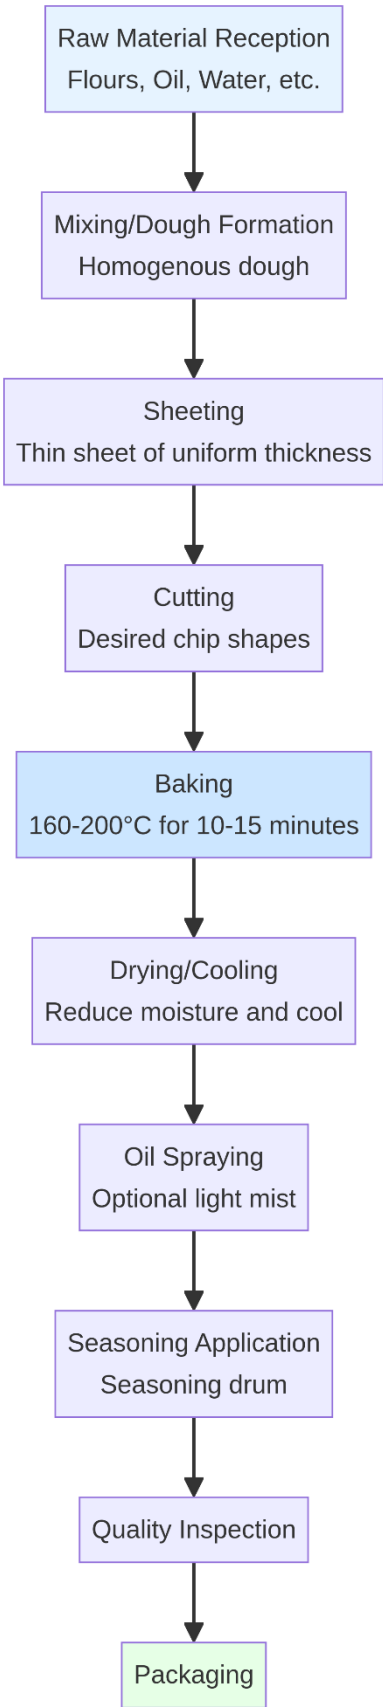 Raw Material Reception
Flours, Oil, Water, etc.
Mixing/Dough Formation
Homogenous dough
Sheeting
Thin sheet of uniform thickness
Cutting
Desired chip shapes
Baking
160-200°C for 10-15 minutes
Drying/Cooling
Reduce moisture and cool
Oil Spraying
Optional light mist
Seasoning Application
Seasoning drum
Quality Inspection
Packaging